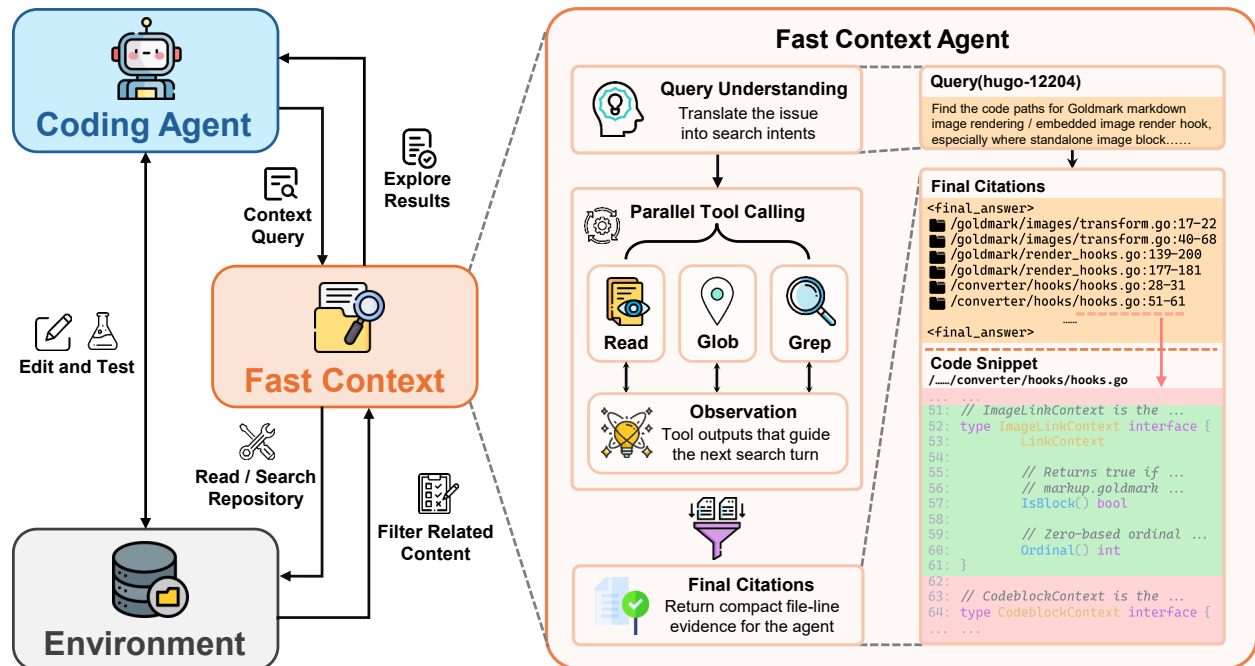 Coding Agent
Explore
Results
Context
Query
Edit and Test
Fast Context
Read / Search
Repository
Filter Related
Content
Environment
Fast Context Agent
Query Understanding
Translate the issue
into search intents
Parallel Tool Calling
Read
Glob
Grep
Observation
Tool outputs that guide
the next search turn
Final Citations
Return compact file-line
evidence for the agent
Query(hugo-12204)
Find the code paths for Goldmark markdown
image rendering / embedded image render hook,
especially where standalone image block......
Final Citations
<final_answer>
/goldmark/images/transform.go:17-22
/goldmark/images/transform.go:40-68
/goldmark/render_hooks.go:139-200
/goldmark/render_hooks.go:177-181
/converter/hooks/hooks.go:28-31
/converter/hooks/hooks.go:51-61
......
<final_answer>
Code Snippet
/....../converter/hooks/hooks.go
... ...
51: // ImageLinkContext is the ...
52: type ImageLinkContext interface {
53: LinkContext
54:
55: // Returns true if ...
56: // markup.goldmark ...
57: IsBlock() bool
58:
59: // Zero-based ordinal ...
60: Ordinal() int
61: }
62:
63: // CodeblockContext is the ...
64: type CodeblockContext interface {
... ...